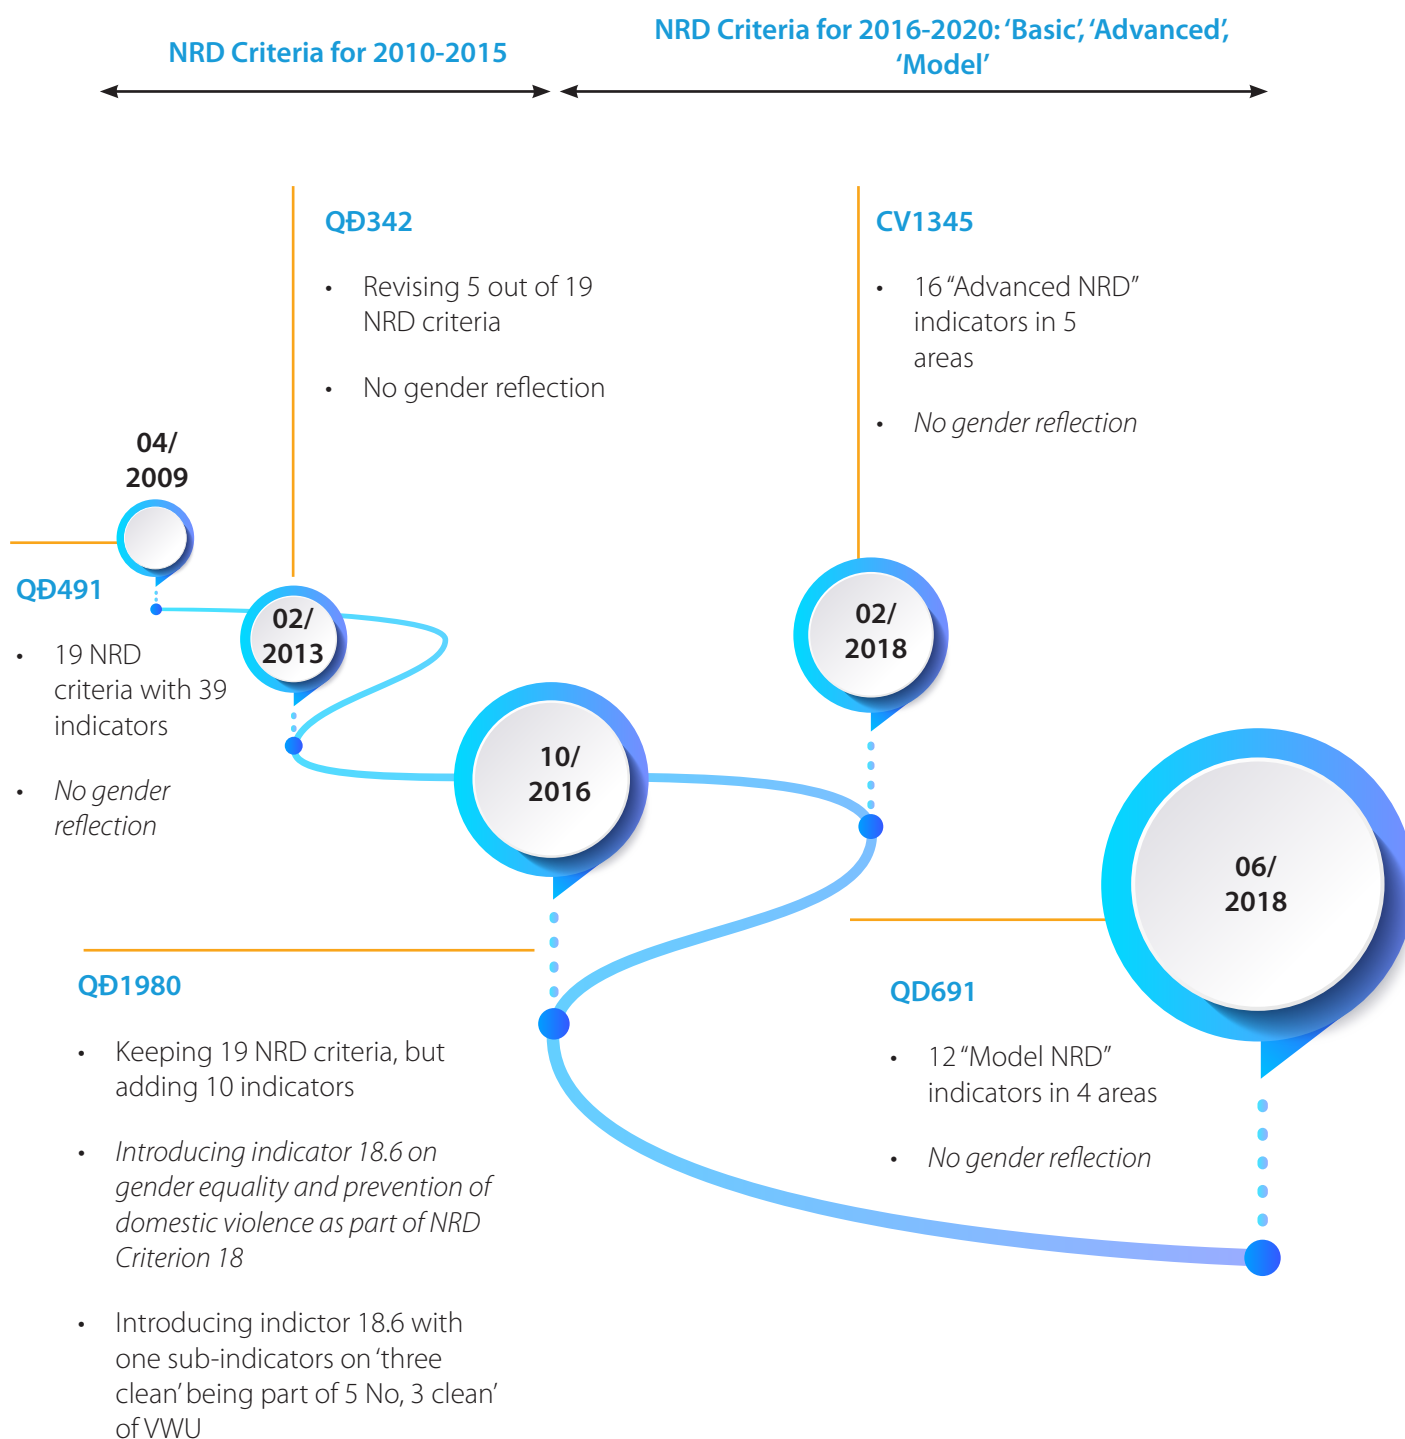 NRD Criteria for 2010-2015
NRD Criteria for 2016-2020: ‘Basic’, ‘Advanced’,
‘Model’
04/
2009
QĐ491
• 19 NRD
criteria with 39
indicators
• No gender
reflection
QĐ342
• Revising 5 out of 19
NRD criteria
• No gender reflection
02/
2013
10/
2016
QĐ1980
• Keeping 19 NRD criteria, but
adding 10 indicators
• Introducing indicator 18.6 on
gender equality and prevention of
domestic violence as part of NRD
Criterion 18
• Introducing indictor 18.6 with
one sub-indicators on ‘three
clean’ being part of 5 No, 3 clean’
of VWU
CV1345
• 16 “Advanced NRD”
indicators in 5
areas
• No gender reflection
02/
2018
06/
2018
QD691
• 12 “Model NRD”
indicators in 4 areas
• No gender reflection